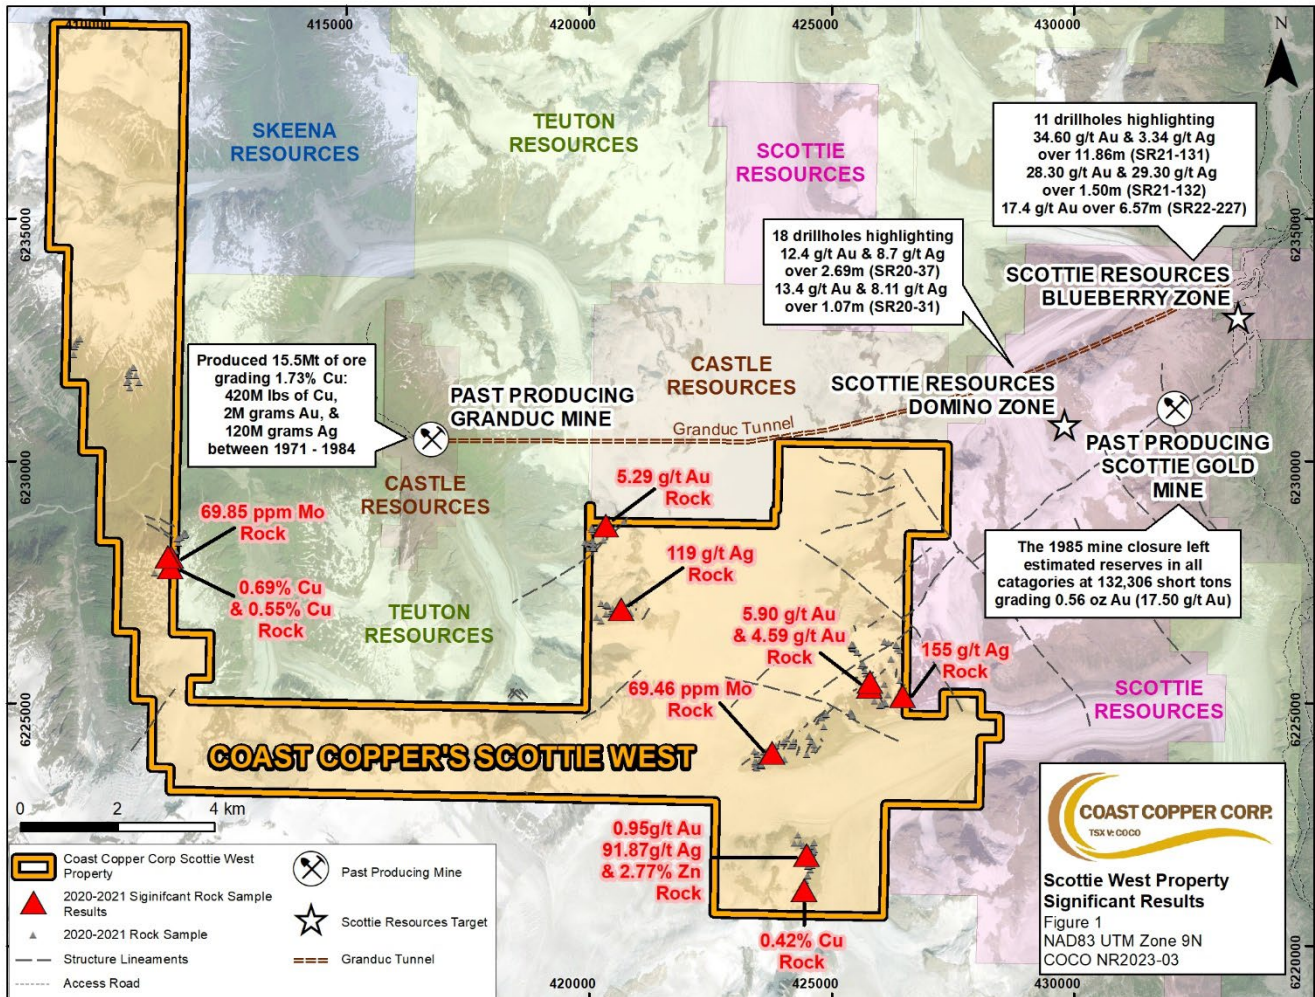 410000
415000
420000
425000
430000
N
SKEENA
RESOURCES
TEUTON
RESOURCES
SCOTTIE
RESOURCES
11 drillholes highlighting
34.60 g/t Au & 3.34 g/t Ag
over 11.86m (SR21-131)
28.30 g/t Au & 29.30 g/t Ag
over 1.50m (SR21-132)
17.4 g/t Au over 6.57m (SR22-227)
6235000
6235000
18 drillholes highlighting
12.4 g/t Au & 8.7 g/t Ag
over 2.69m (SR20-37)
13.4 g/t Au & 8.11 g/t Ag
over 1.07m (SR20-31)
SCOTTIE RESOURCES
BLUEBERRY ZONE
Produced 15.5Mt of ore
grading 1.73% Cu:
420M lbs of Cu,
2M grams Au, &
120M grams Ag
between 1971 - 1984
PAST PRODUCING
GRANDUC MINE
CASTLE
RESOURCES
SCOTTIE RESOURCES
DOMINO ZONE
Granduc Tunnel
PAST PRODUCING
SCOTTIE GOLD
MINE
6230000
6230000
CASTLE
RESOURCES
5.29 g/t Au
Rock
69.85 ppm Mo
Rock
119 g/t Ag
Rock
The 1985 mine closure left
estimated reserves in all
catagories at 132,306 short tons
grading 0.56 oz Au (17.50 g/t Au)
0.69% Cu
& 0.55% Cu
Rock
TEUTON
RESOURCES
5.90 g/t Au
& 4.59 g/t Au
Rock
155 g/t Ag
Rock
69.46 ppm Mo
Rock
SCOTTIE
RESOURCES
6225000
6225000
COAST COPPER'S SCOTTIE WEST
0 2 4 km
0.95g/t Au
91.87g/t Ag
& 2.77% Zn
Rock
0.42% Cu
Rock
Coast Copper Corp Scottie West
Property
2020-2021 Siginifcant Rock Sample
Results
2020-2021 Rock Sample
Structure Lineaments
Access Road
Past Producing Mine
Scottie Resources Target
Granduc Tunnel
COAST COPPER CORP.
TSX V: COCO
Scottie West Property
Significant Results
Figure 1
NAD83 UTM Zone 9N
COCO NR2023-03
6220000
420000
425000
430000